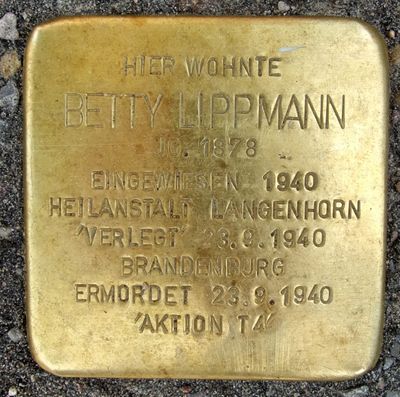 HIER WOHNTE
BETTY LIPPMANN
JG. 1878
EINGEWIESEN 1940
HEILANSTALT LANGENHORN
'VERLEGT' 23.9.1940
BRANDENBURG
ERMORDET 23.9.1940
'AKTION T4'